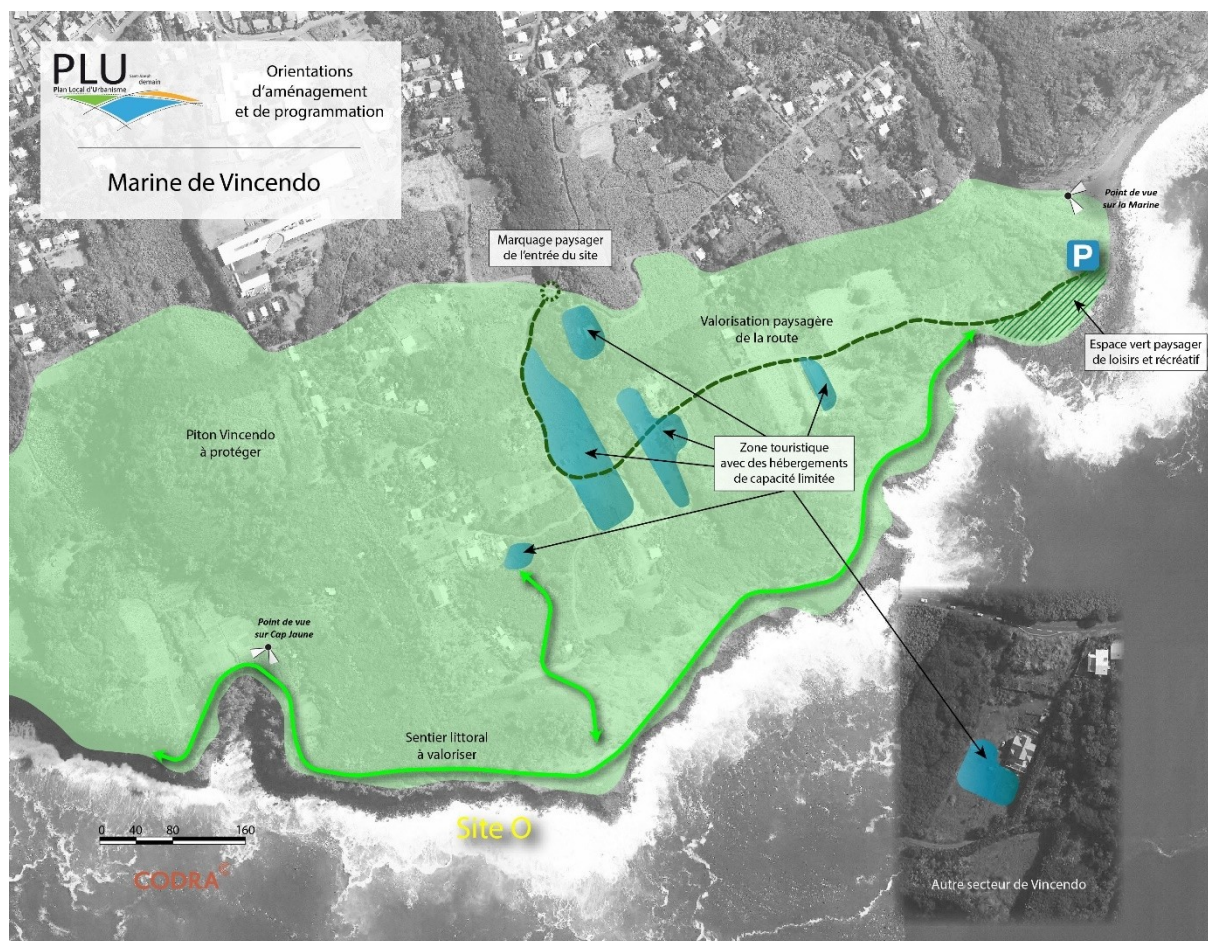 PLU
demain
Plan Local d'Urbanisme
Orientations
d'aménagement
et de programmation
Marine de Vincendo
Point de vue
sur la Marine
Marquage paysager
de l'entrée du site
P
Valorisation paysagère
de la route
Espace vert paysager
de loisirs et récréatif
Piton Vincendo
à protéger
Zone touristique
avec des hébergements
de capacité limitée
Point de vue
sur Cap Jaune
Sentier littoral
à valoriser
Site O
0 40 80 160
CODRA
Autre secteur de Vincendo